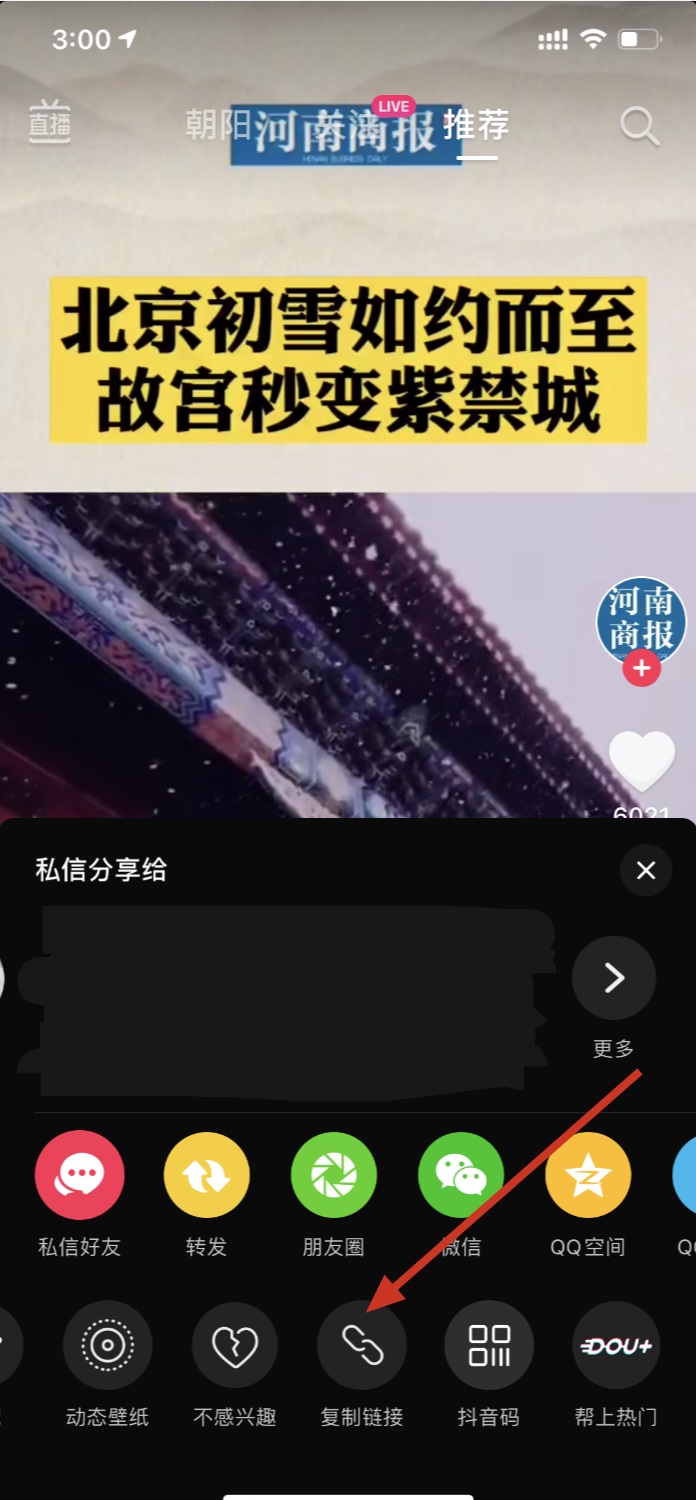 3:00
直播
朝阳
LIVE
推荐
河南商报
HENAN BUSINESS DAILY
北京初雪如约而至
故宫秒变紫禁城
河南
商报
6021
私信分享给
更多
私信好友
转发
朋友圈
微信
QQ空间
动态壁纸
不感兴趣
复制链接
抖音码
DOU+
帮上热门